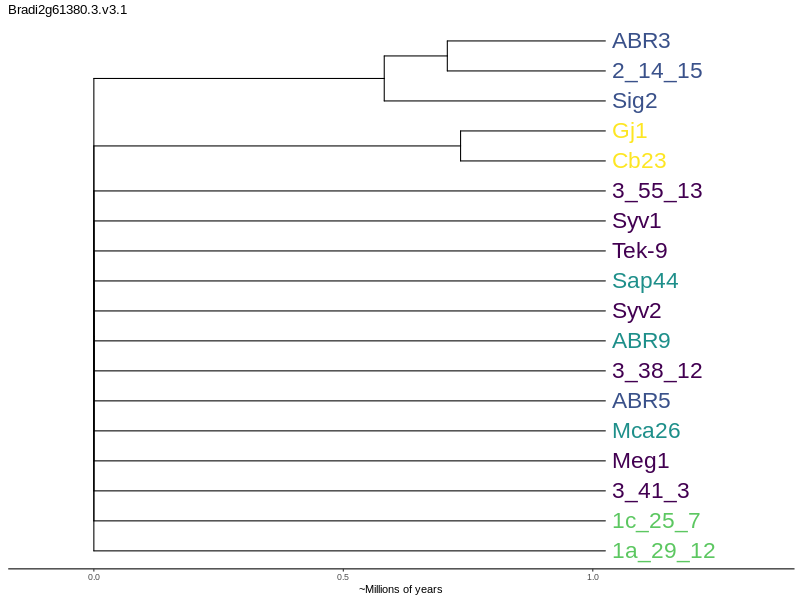 Bradi2g61380.3.v3.1
ABR3
2_14_15
Sig2
Gj1
Cb23
3_55_13
Syv1
Tek-9
Sap44
Syv2
ABR9
3_38_12
ABR5
Mca26
Meg1
3_41_3
1c_25_7
1a_29_12
0.0 0.5 1.0
~Millions of years